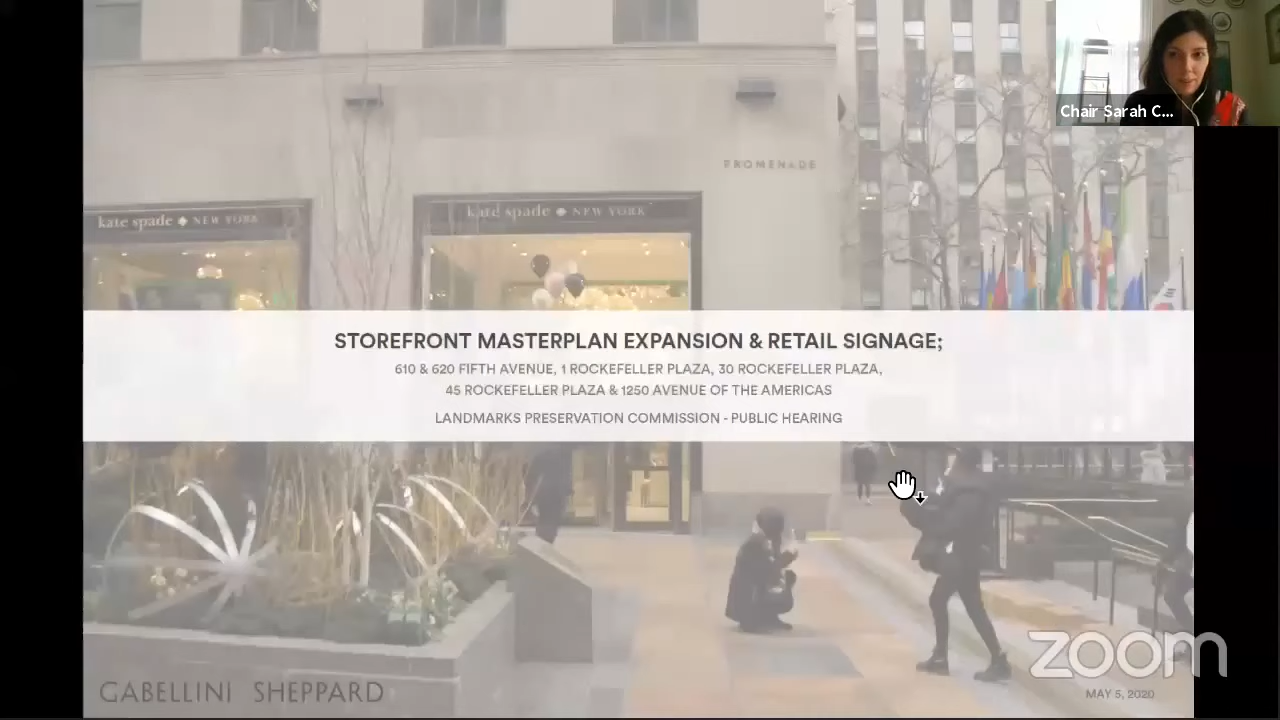 Chair Sarah C...
PROMENADE
kate spade ♠ NEW YORK
kate spade ♠ NEW YORK
STOREFRONT MASTERPLAN EXPANSION & RETAIL SIGNAGE;
610 & 620 FIFTH AVENUE, 1 ROCKEFELLER PLAZA, 30 ROCKEFELLER PLAZA,
45 ROCKEFELLER PLAZA & 1250 AVENUE OF THE AMERICAS
LANDMARKS PRESERVATION COMMISSION - PUBLIC HEARING
zoom
GABELLINI SHEPPARD
MAY 5, 2020